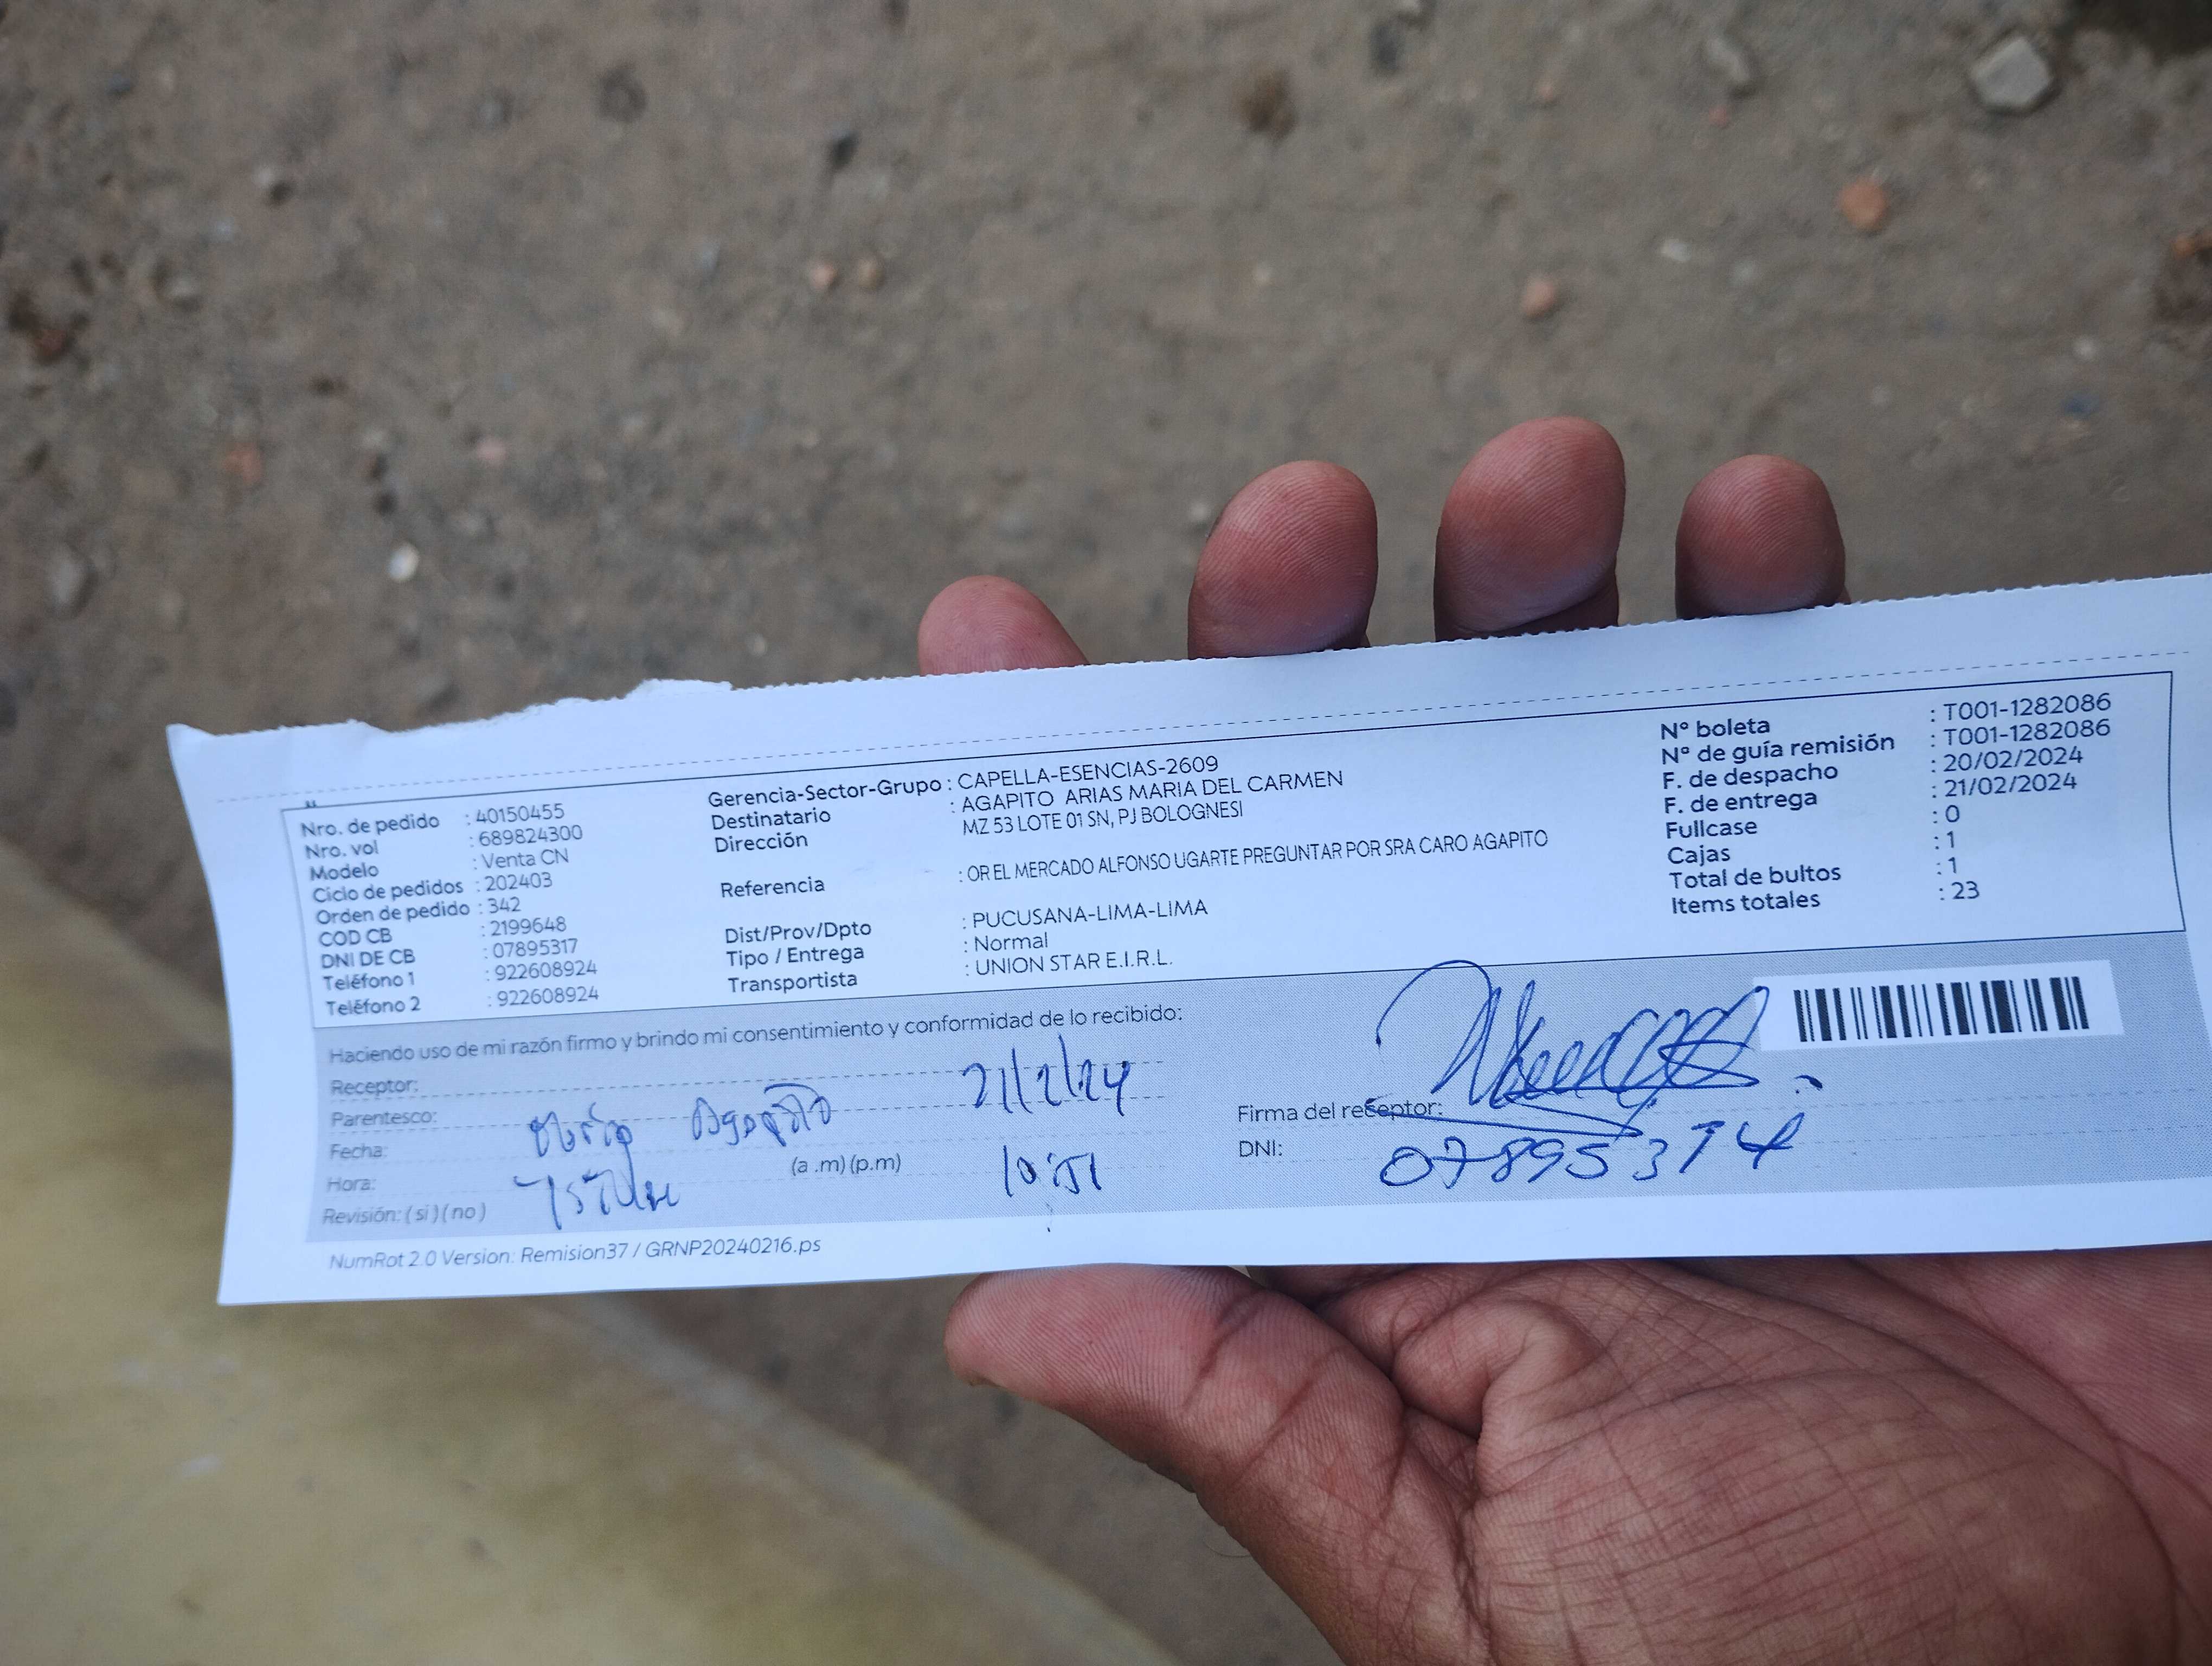 Nro. de pedido : 40150455
Nro. vol : 689824300
Modelo : Venta CN
Ciclo de pedidos : 202403
Orden de pedido : 342
COD CB : 2199648
DNI DE CB : 07895317
Teléfono 1 : 922608924
Teléfono 2 : 922608924
Gerencia-Sector-Grupo : CAPELLA-ESENCIAS-2609
Destinatario : AGAPITO ARIAS MARIA DEL CARMEN
Dirección MZ 53 LOTE 01 SN, PJ BOLOGNESI
Referencia : OR EL MERCADO ALFONSO UGARTE PREGUNTAR POR SRA CARO AGAPITO
Dist/Prov/Dpto : PUCUSANA-LIMA-LIMA
Tipo / Entrega : Normal
Transportista : UNION STAR E.I.R.L.
N° boleta : T001-1282086
N° de guía remisión : T001-1282086
F. de despacho : 20/02/2024
F. de entrega : 21/02/2024
Fullcase : 0
Cajas : 1
Total de bultos : 1
Items totales : 23
Haciendo uso de mi razón firmo y brindo mi consentimiento y conformidad de lo recibido:
Receptor:
Parentesco: Agapito 21/2/24
Fecha:
Hora: (a .m) (p.m) 10:51
Revisión: ( si ) ( no )
Firma del receptor:
DNI:
NumRot 2.0 Version: Remision37 / GRNP20240216.ps